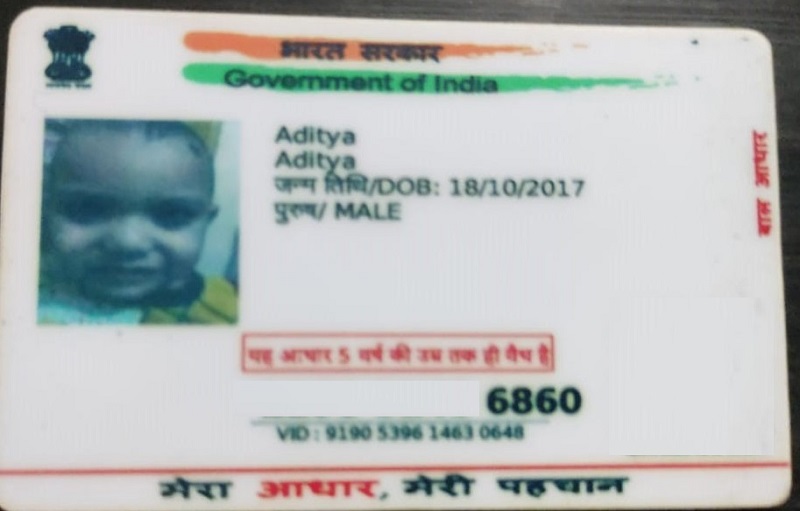 भारत सरकार
Government of India
Aditya
Aditya
जन्म तिथि/DOB: 18/10/2017
पुरुष/ MALE
बाल आधार
यह आधार 5 वर्ष की उम्र तक ही वैध है
6860
VID : 9190 5396 1463 0648
मेरा आधार, मेरी पहचान